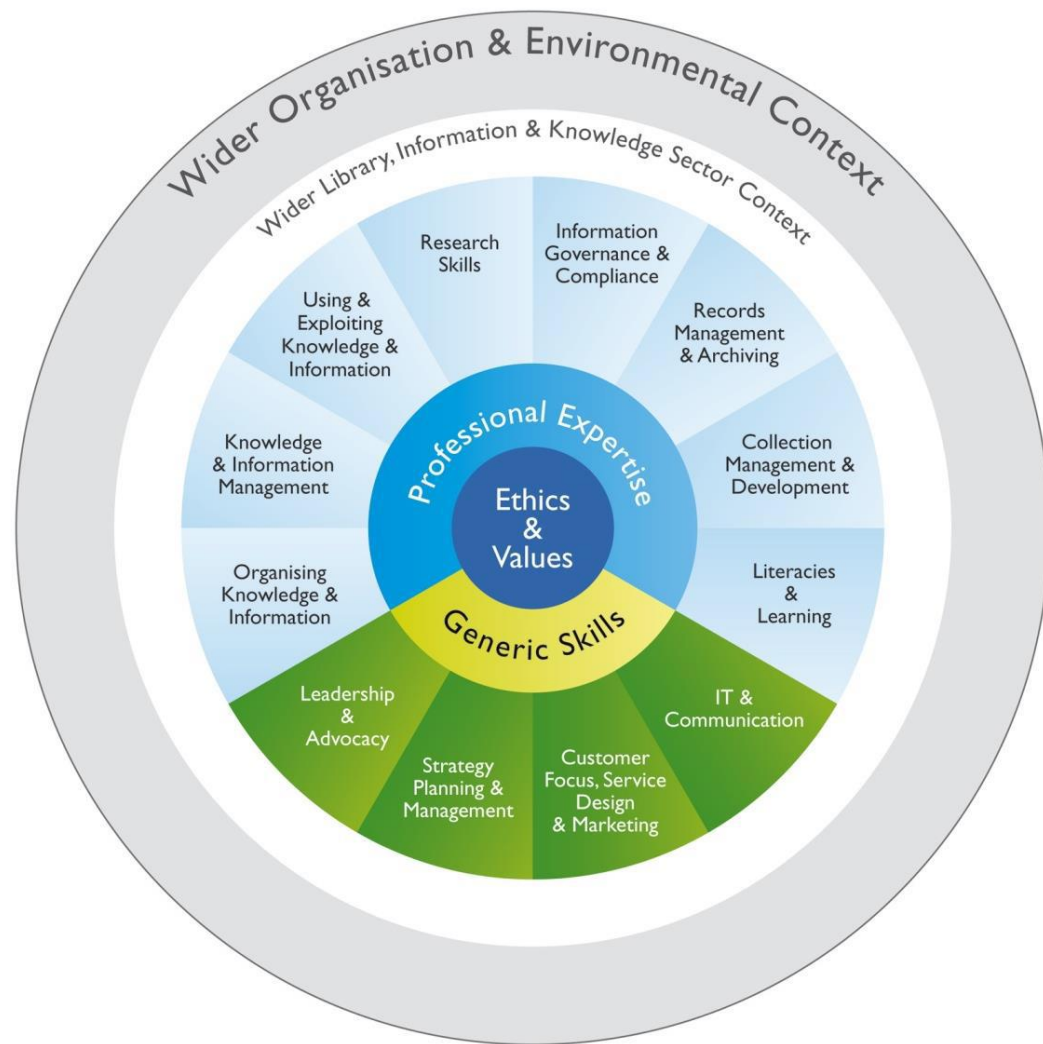 Wider Organisation & Environmental Context
Wider Library, Information & Knowledge Sector Context
Research
Skills
Information
Governance &
Compliance
Using &
Exploiting
Knowledge &
Information
Records
Management
& Archiving
Knowledge
& Information
Management
Professional Expertise
Collection
Management &
Development
Ethics
&
Values
Organising
Knowledge &
Information
Literacies
&
Learning
Generic Skills
Leadership
&
Advocacy
Strategy
Planning &
Management
Customer
Focus, Service
Design
& Marketing
IT &
Communication